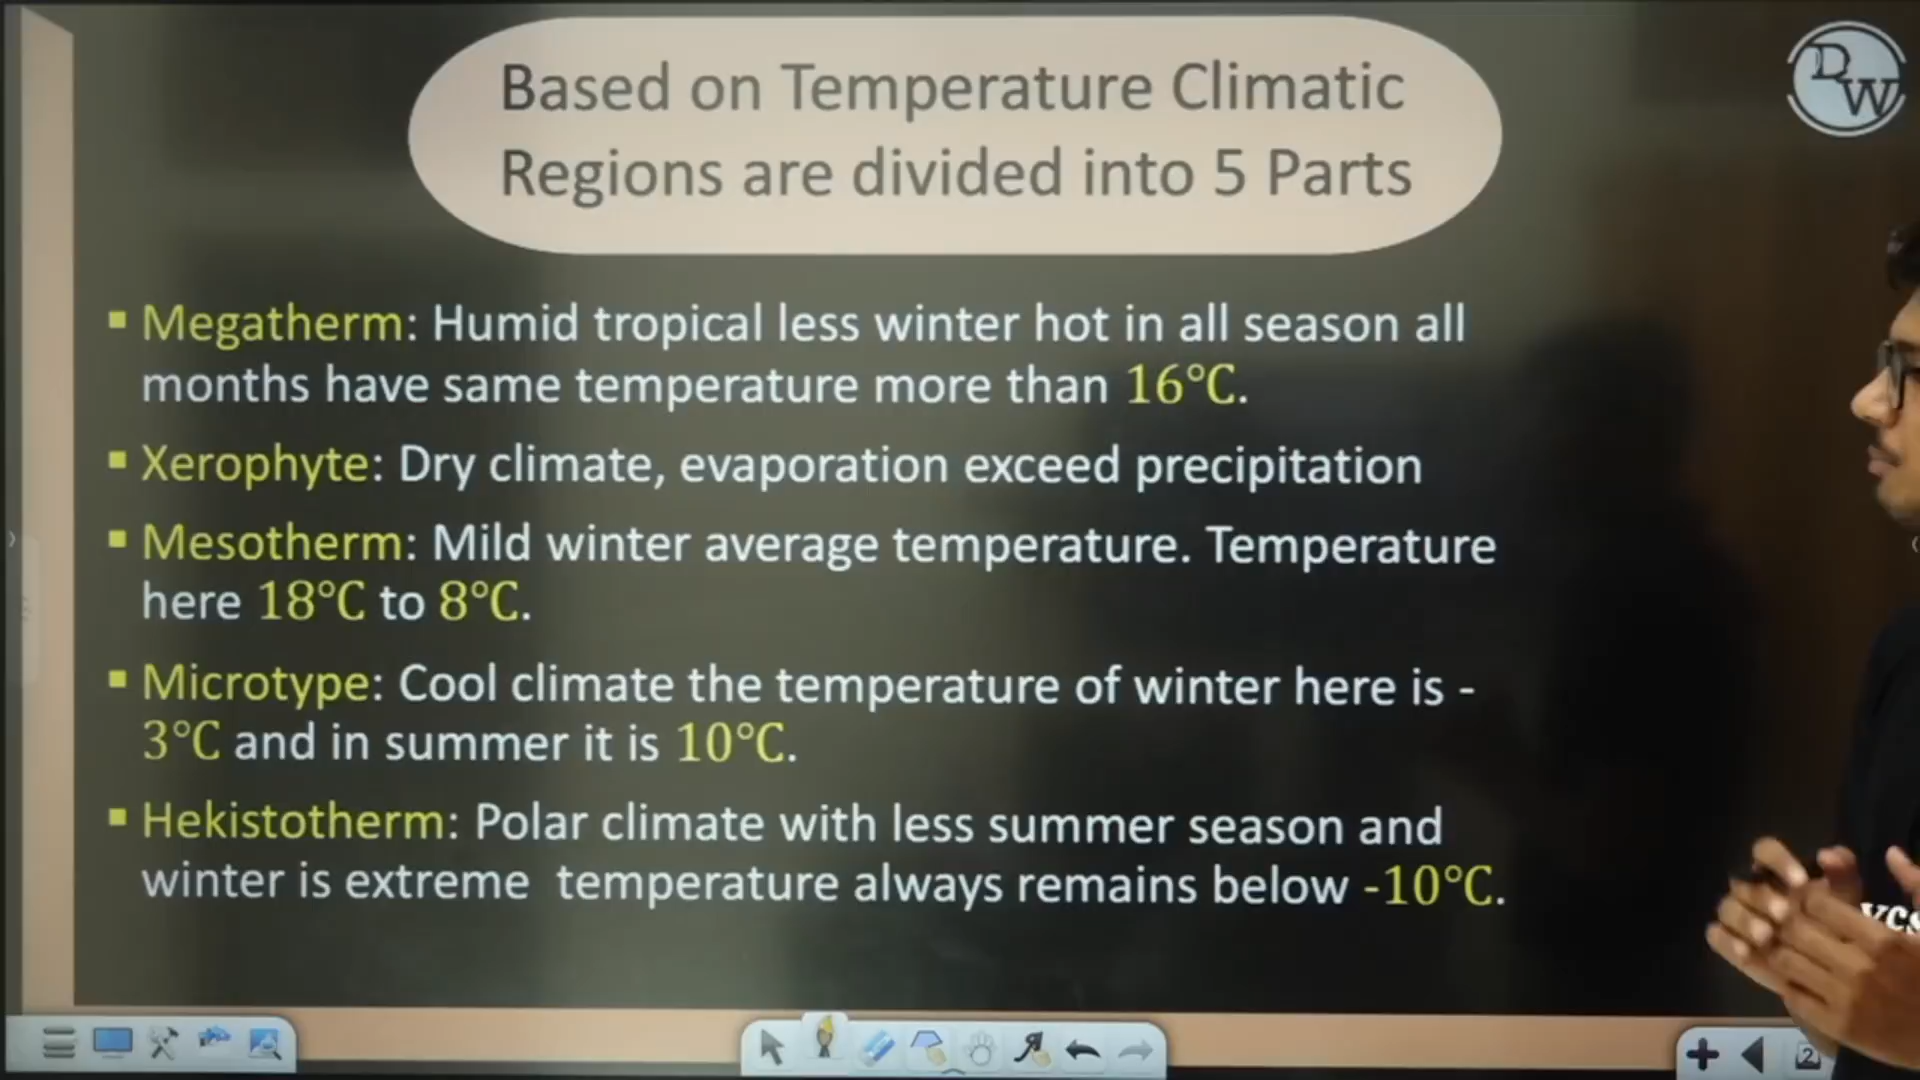 Based on Temperature Climatic
Regions are divided into 5 Parts
DW
▪ Megatherm: Humid tropical less winter hot in all season all
months have same temperature more than 16°C.
▪ Xerophyte: Dry climate, evaporation exceed precipitation
▪ Mesotherm: Mild winter average temperature. Temperature
here 18°C to 8°C.
▪ Microtype: Cool climate the temperature of winter here is -
3°C and in summer it is 10°C.
▪ Hekistotherm: Polar climate with less summer season and
winter is extreme temperature always remains below -10°C.
2